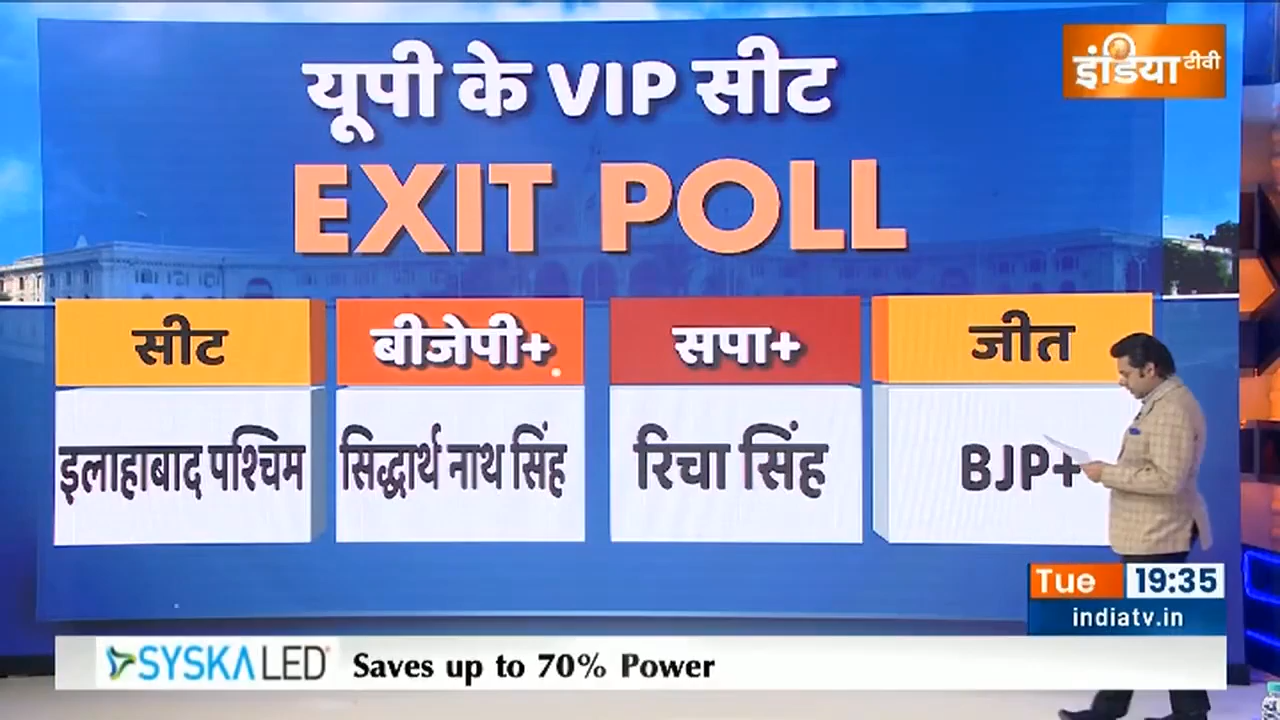 यूपी के VIP सीट
इंडिया टीवी
EXIT POLL
सीट
बीजेपी+
सपा+
जीत
इलाहाबाद पश्चिम
सिद्धार्थ नाथ सिंह
रिचा सिंह
BJP+
Tue 19:35
indiatv.in
SYSKA LED Saves up to 70% Power